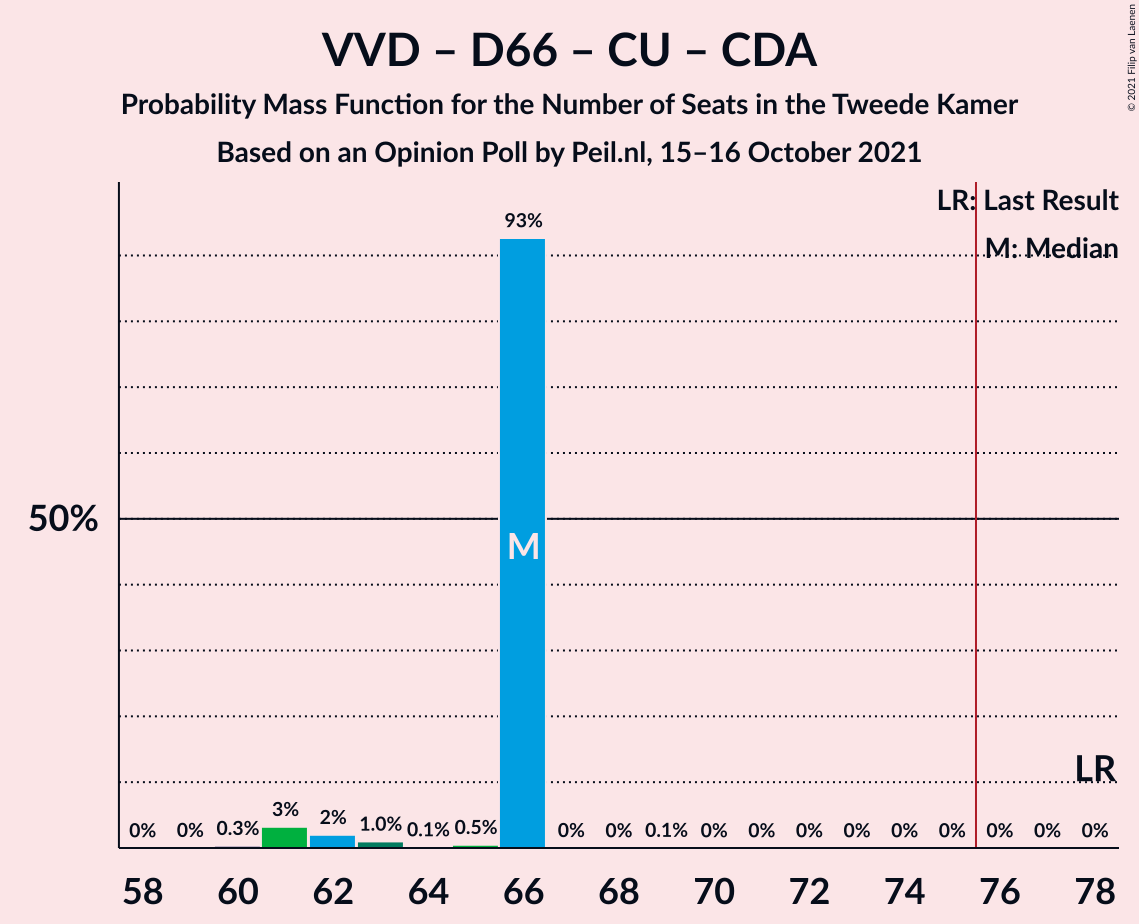 VVD – D66 – CU – CDA
Probability Mass Function for the Number of Seats in the Tweede Kamer
Based on an Opinion Poll by Peil.nl, 15–16 October 2021
© 2021 Filip van Laenen
LR: Last Result
M: Median
93%
50%
M
LR
0% 0% 0.3% 3% 2% 1.0% 0.1% 0.5% 0% 0% 0.1% 0% 0% 0% 0% 0% 0% 0% 0% 0%
58 60 62 64 66 68 70 72 74 76 78